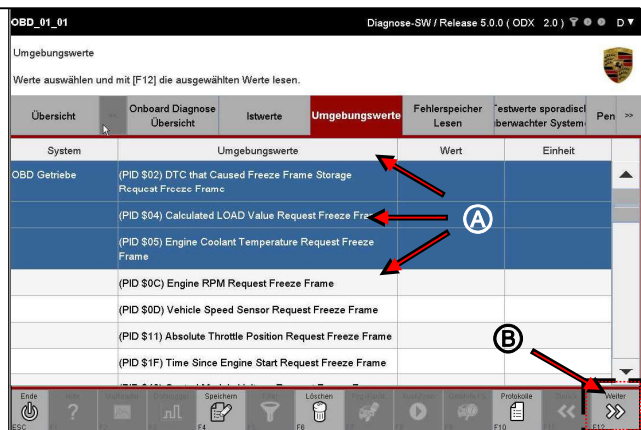 OBD_01_01
Diagnose-SW / Release 5.0.0 ( ODX 2.0 )
D
Umgebungswerte
Werte auswählen und mit [F12] die ausgewählten Werte lesen.
Übersicht
Onboard Diagnose
Übersicht
Istwerte
Umgebungswerte
Fehlerspeicher
Lesen
Testwerte sporadisch
überwachter System
Pen
>>
System
Umgebungswerte
Wert
Einheit
OBD Getriebe
(PID $02) DTC that Caused Freeze Frame Storage
Request Freeze Frame
(PID $04) Calculated LOAD Value Request Freeze Fra
A
(PID $05) Engine Coolant Temperature Request Freeze
Frame
(PID $0C) Engine RPM Request Freeze Frame
(PID $0D) Vehicle Speed Sensor Request Freeze Frame
(PID $11) Absolute Throttle Position Request Freeze Frame
B
(PID $1F) Time Since Engine Start Request Freeze Frame
Ende
ESC
Speichern
F4
Löschen
F6
Protokolle
F10
Weiter
F12